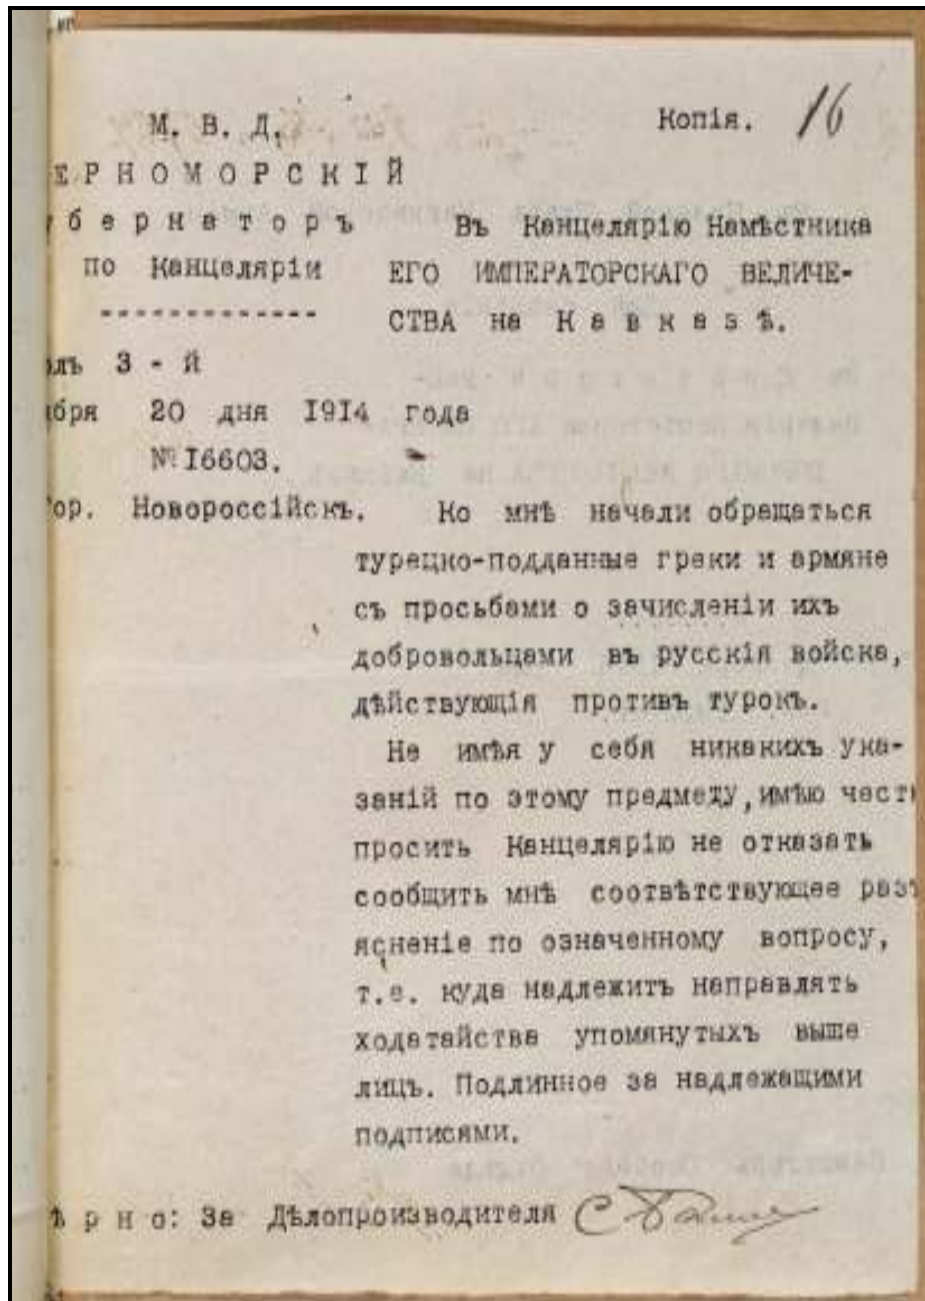 М. В. Д.
Копія. 16
ЕРНОМОРСКІЙ
убернаторъ
по Канцеляріи
Въ Канцелярію Намѣстника
ЕГО ИМПЕРАТОРСКАГО ВЕЛИЧЕ-
СТВА на Кавказѣ.
лъ 3-й
бря 20 дня 1914 года
№ 16603.
Гор. Новороссійскъ.
Ко мнѣ начали обращаться
турецко-подданные греки и армяне
съ просьбами о зачисленіи ихъ
добровольцами въ русскія войска,
дѣйствующія противъ турокъ.
Не имѣя у себя никакихъ ука-
заній по этому предмету, имѣю чест
просить Канцелярію не отказать
сообщить мнѣ соотвѣтствующее раз
ясненіе по означенному вопросу,
т.е. куда надлежитъ направлять
ходатайства упомянутыхъ выше
лицъ. Подлинное за надлежащими
подписями.
ѣрно: За Дѣлопроизводителя